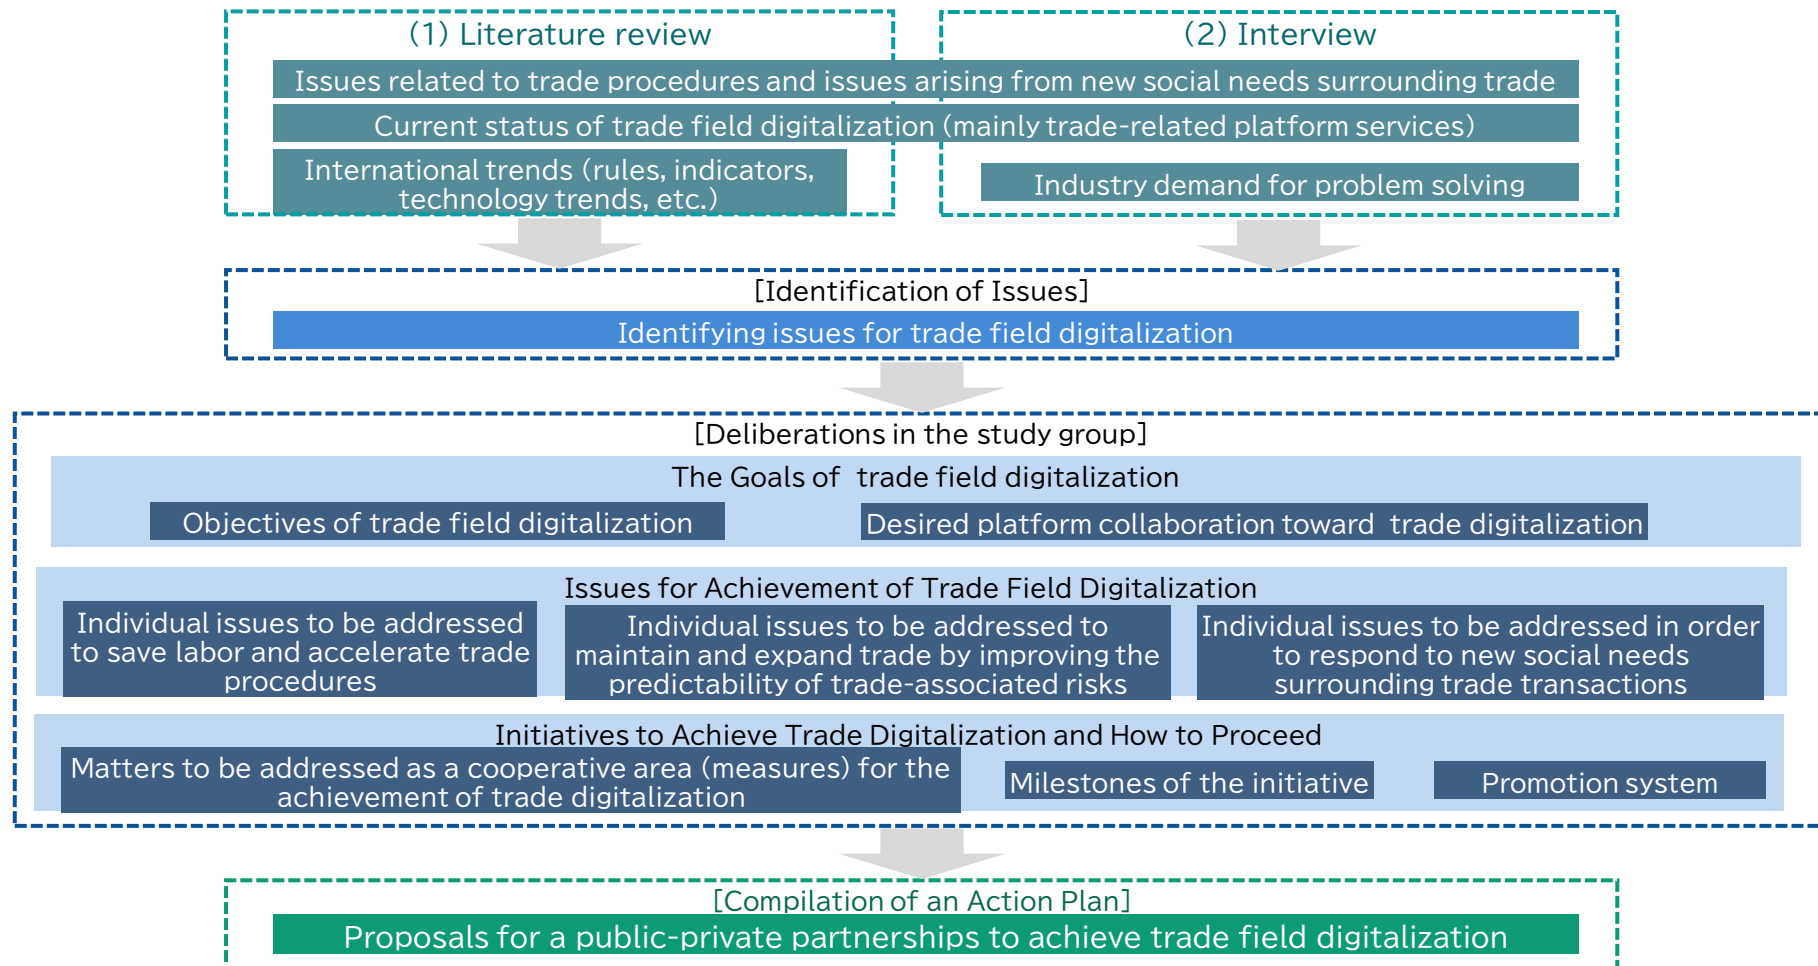 (1) Literature review
(2) Interview
Issues related to trade procedures and issues arising from new social needs surrounding trade
Current status of trade field digitalization (mainly trade-related platform services)
International trends (rules, indicators,
technology trends, etc.)
Industry demand for problem solving
[Identification of Issues]
Identifying issues for trade field digitalization
[Deliberations in the study group]
The Goals of trade field digitalization
Objectives of trade field digitalization
Desired platform collaboration toward trade digitalization
Issues for Achievement of Trade Field Digitalization
Individual issues to be addressed
to save labor and accelerate trade
procedures
Individual issues to be addressed to
maintain and expand trade by improving the
predictability of trade-associated risks
Individual issues to be addressed in order
to respond to new social needs
surrounding trade transactions
Initiatives to Achieve Trade Digitalization and How to Proceed
Matters to be addressed as a cooperative area (measures) for the
achievement of trade digitalization
Milestones of the initiative
Promotion system
[Compilation of an Action Plan]
Proposals for a public-private partnerships to achieve trade field digitalization